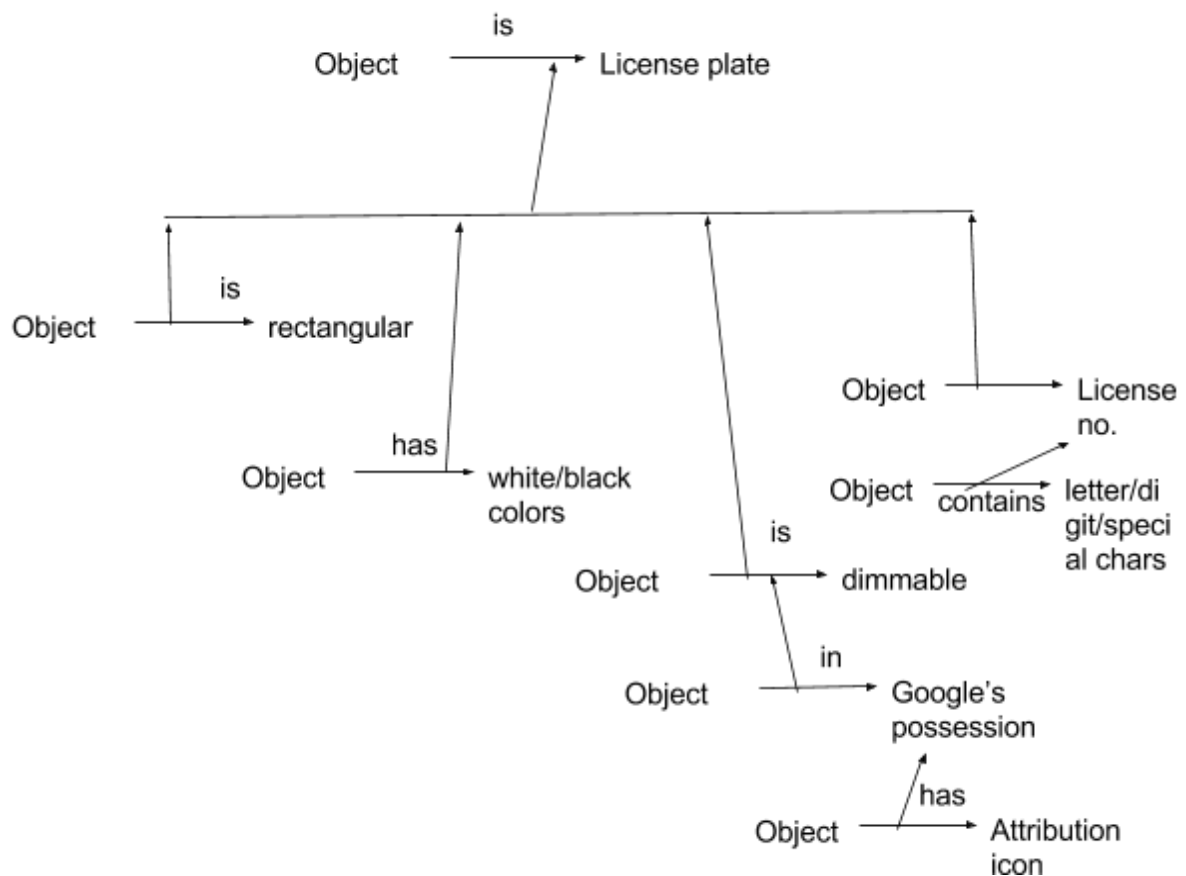 is
Object License plate
is
Object rectangular
Object License
no.
has
Object white/black
colors
Object contains letter/di
git/speci
al chars
is
Object dimmable
in
Object Google's
possession
has
Object Attribution
icon